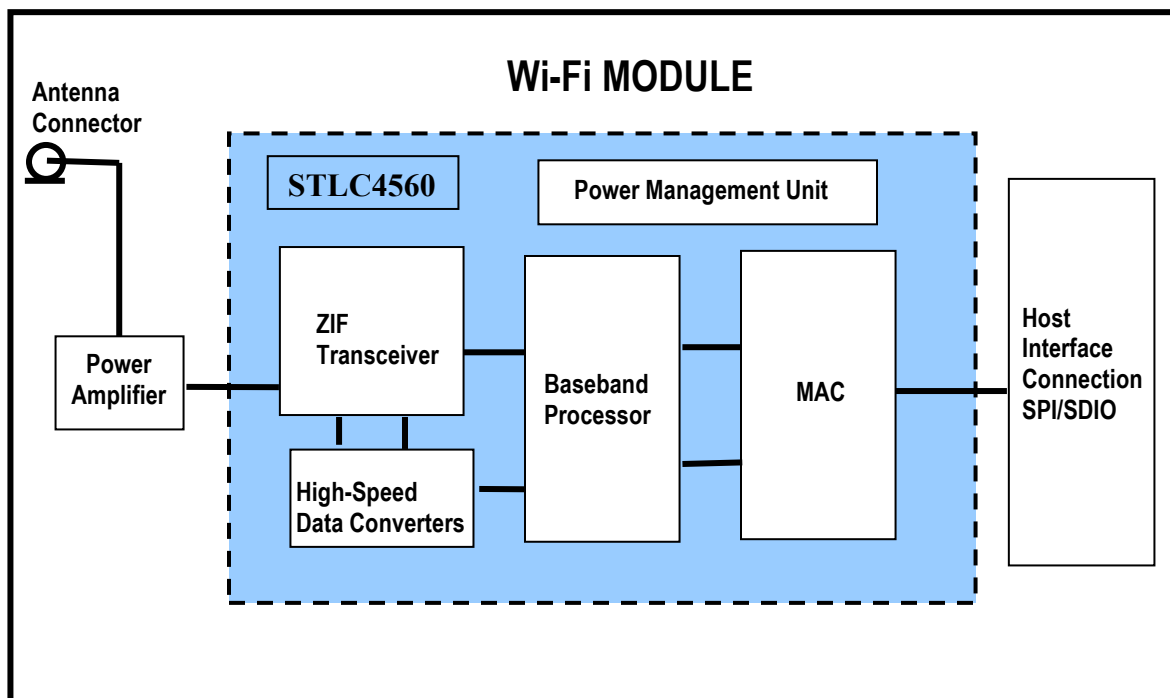 Wi-Fi MODULE
Antenna
Connector
STLC4560
Power Management Unit
ZIF
Transceiver
Power
Amplifier
High-Speed
Data Converters
Baseband
Processor
MAC
Host
Interface
Connection
SPI/SDIO